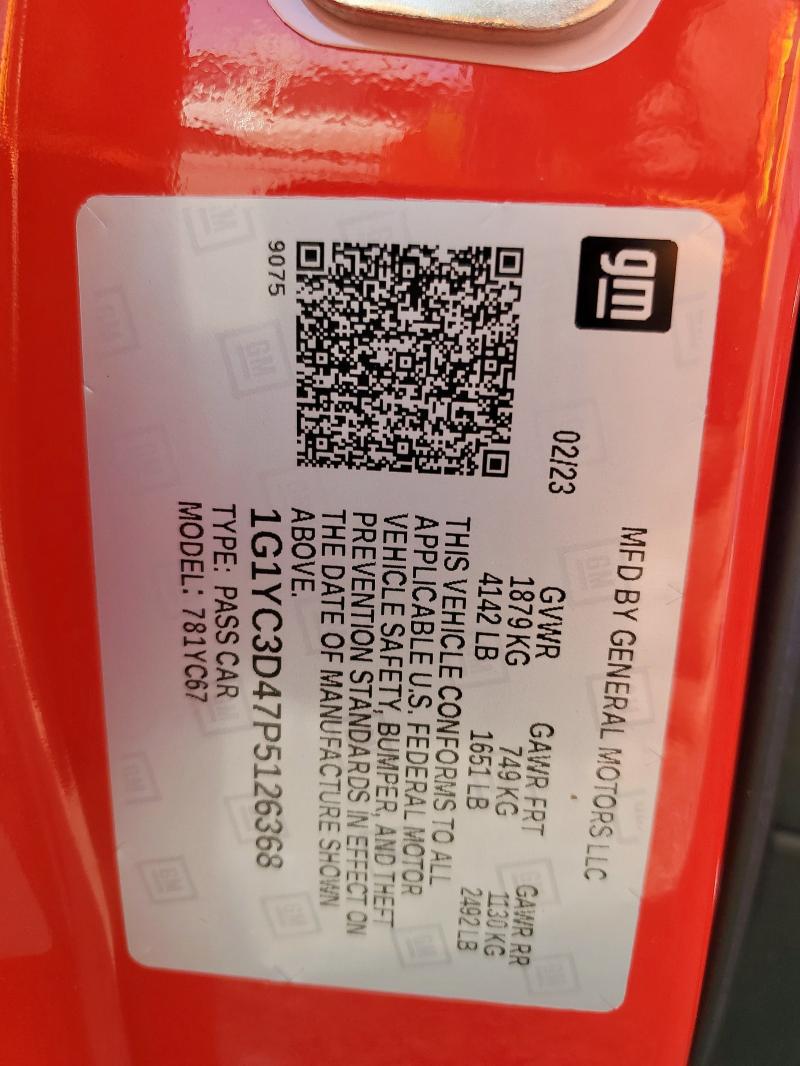 gm
MFD BY GENERAL MOTORS LLC
02/23
GVWR GAWR FRT GAWR RR
1879 KG 749 KG 1130 KG
4142 LB 1651 LB 2492 LB
THIS VEHICLE CONFORMS TO ALL
APPLICABLE U.S. FEDERAL MOTOR
VEHICLE SAFETY, BUMPER, AND THEFT
PREVENTION STANDARDS IN EFFECT ON
THE DATE OF MANUFACTURE SHOWN
ABOVE.
9075
1G1YC3D47P5126368
TYPE: PASS CAR
MODEL: 781YC67